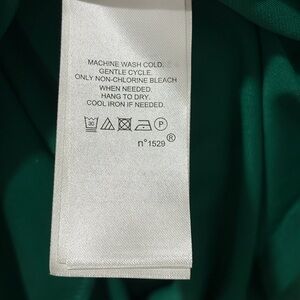 MACHINE WASH COLD.
GENTLE CYCLE.
ONLY NON-CHLORINE BLEACH
WHEN NEEDED.
HANG TO DRY.
COOL IRON IF NEEDED.
30 P
n°1529 ®